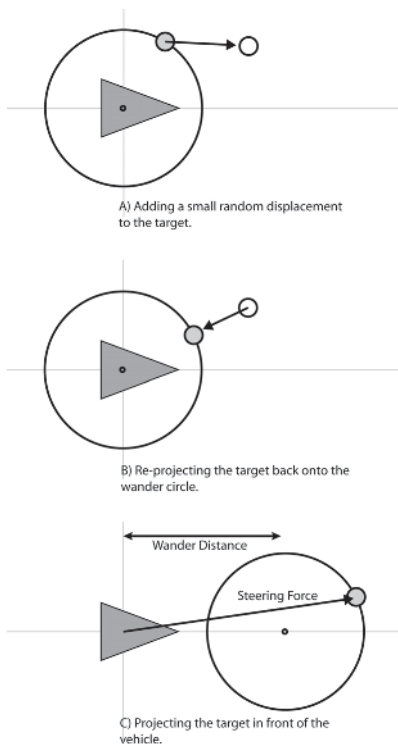 A) Adding a small random displacement
to the target.
B) Re-projecting the target back onto the
wander circle.
Wander Distance
Steering Force
C) Projecting the target in front of the
vehicle.